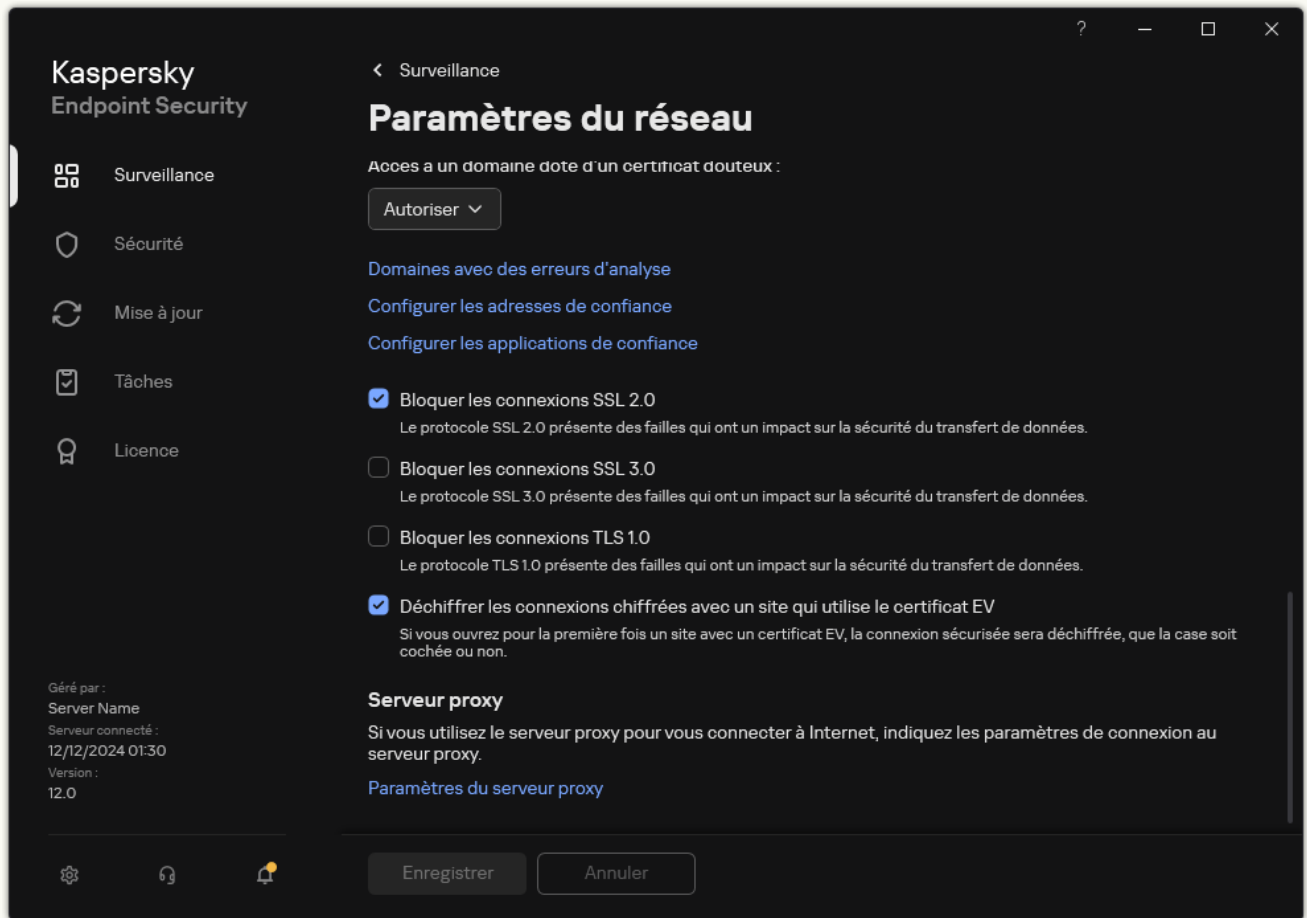 ?
Kaspersky
Endpoint Security
Surveillance
Sécurité
Mise à jour
Tâches
Licence
Géré par :
Server Name
Serveur connecté :
12/12/2024 01:30
Version :
12.0
Surveillance
Paramètres du réseau
Accès à un domaine doté d'un certificat douteux :
Autoriser
Domaines avec des erreurs d'analyse
Configurer les adresses de confiance
Configurer les applications de confiance
Bloquer les connexions SSL 2.0
Le protocole SSL 2.0 présente des failles qui ont un impact sur la sécurité du transfert de données.
Bloquer les connexions SSL 3.0
Le protocole SSL 3.0 présente des failles qui ont un impact sur la sécurité du transfert de données.
Bloquer les connexions TLS 1.0
Le protocole TLS 1.0 présente des failles qui ont un impact sur la sécurité du transfert de données.
Déchiffrer les connexions chiffrées avec un site qui utilise le certificat EV
Si vous ouvrez pour la première fois un site avec un certificat EV, la connexion sécurisée sera déchiffrée, que la case soit
cochée ou non.
Serveur proxy
Si vous utilisez le serveur proxy pour vous connecter à Internet, indiquez les paramètres de connexion au
serveur proxy.
Paramètres du serveur proxy
Enregistrer
Annuler